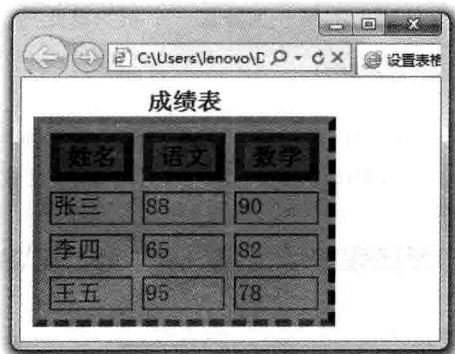 C:\Users\lenovo\D
设置表格
成绩表
姓名 语文 数学
张三 88 90
李四 65 82
王五 95 78